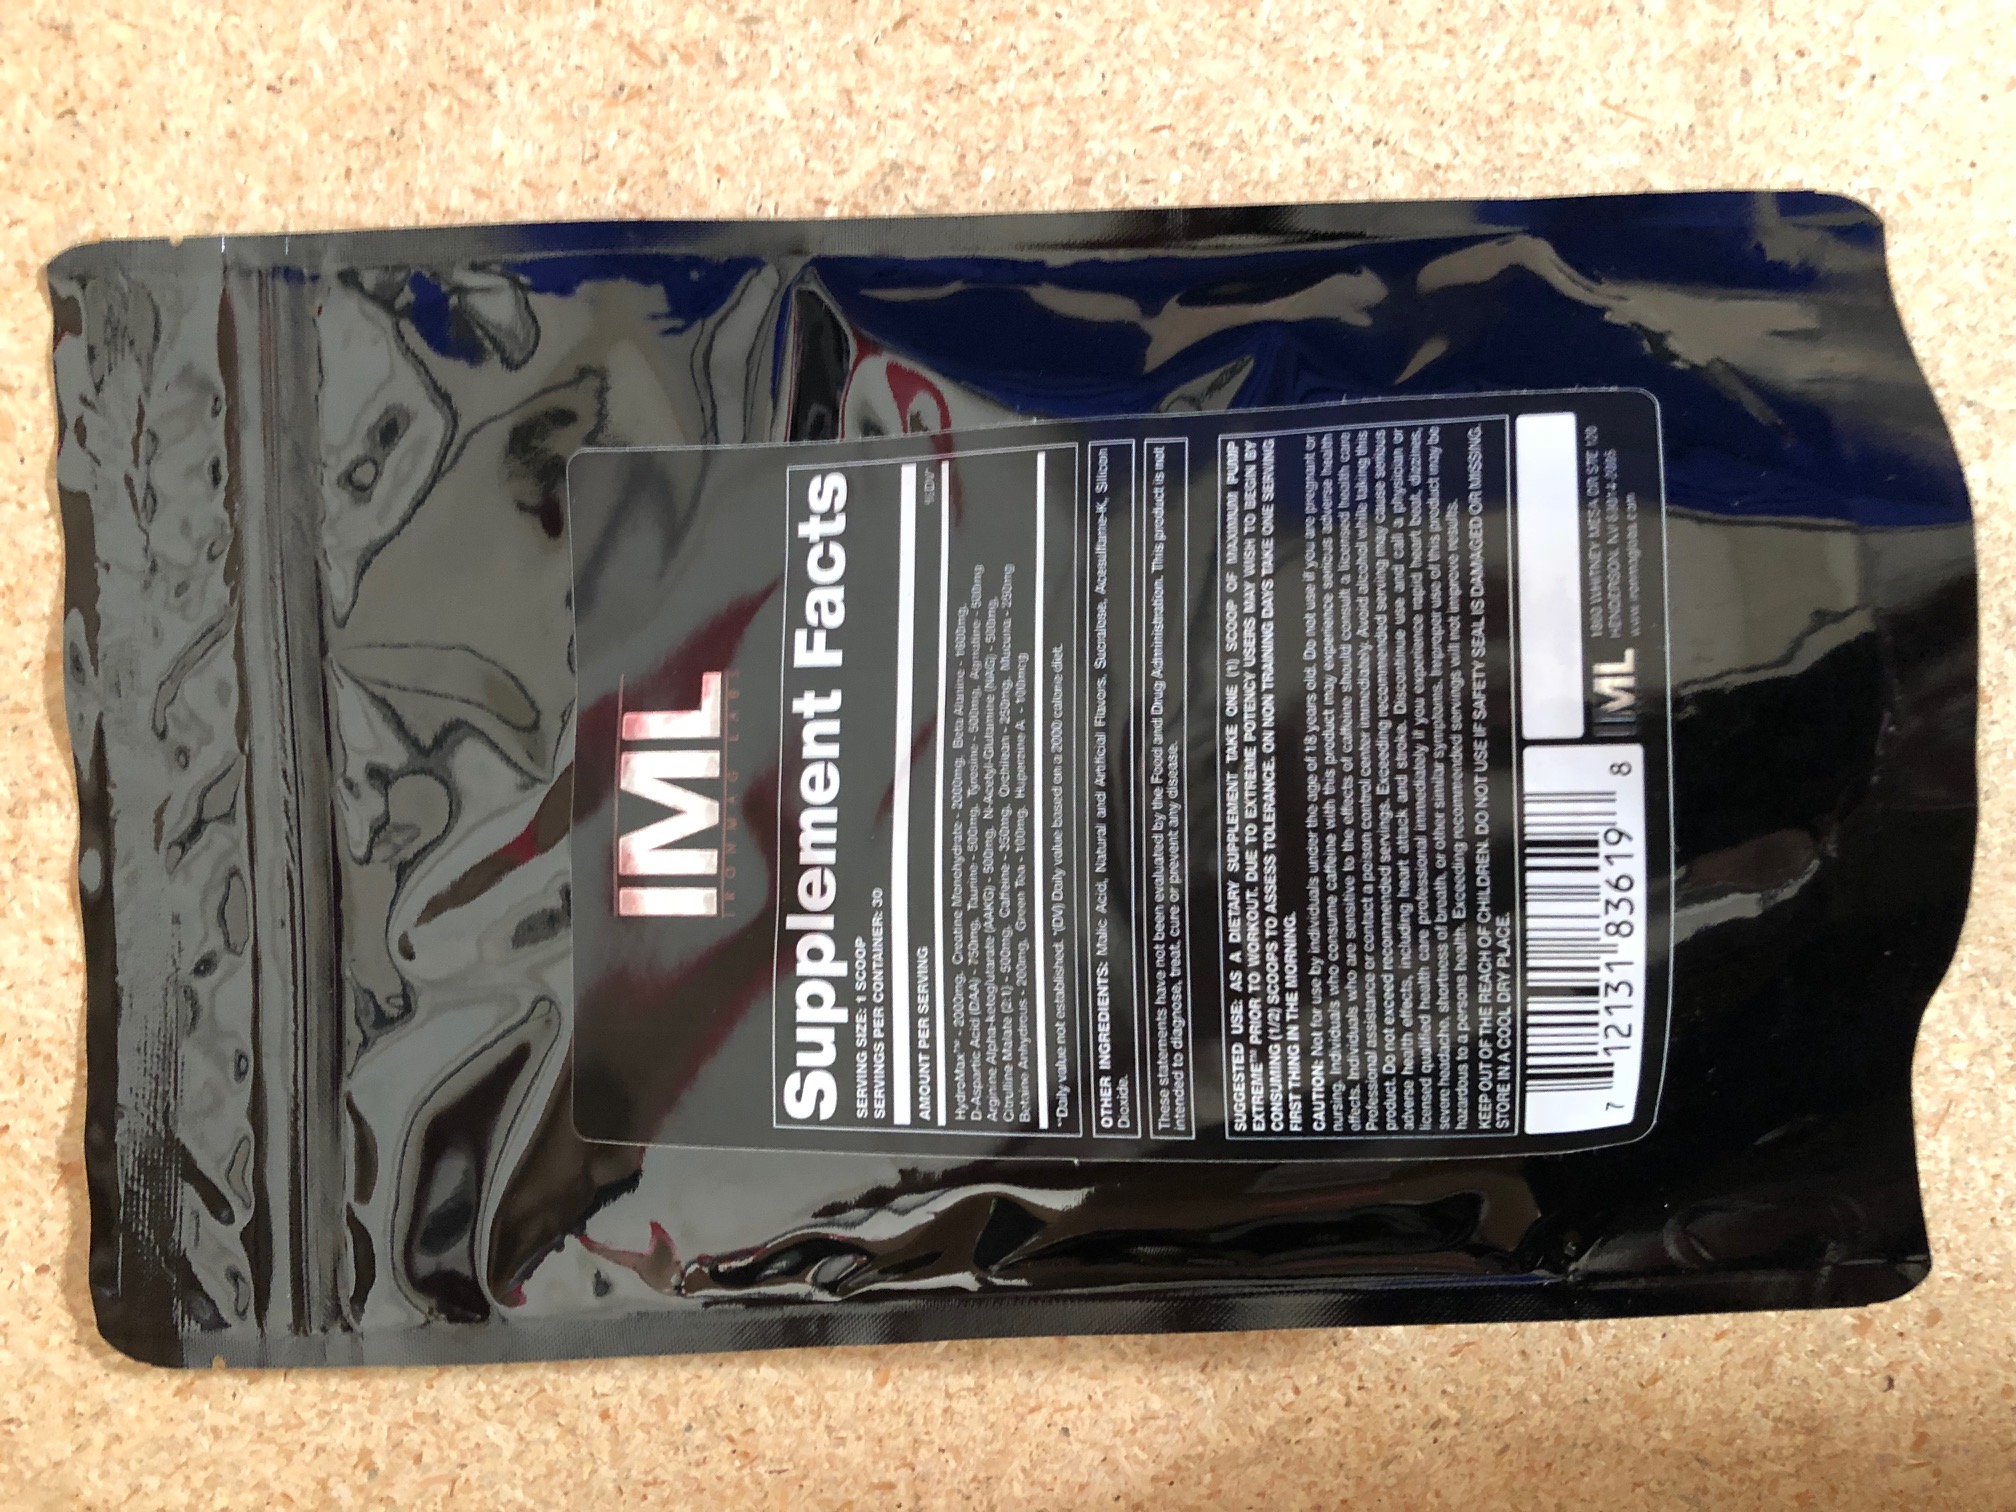 IML
IRONMAG LABS
Supplement Facts
SERVING SIZE: 1 SCOOP
SERVINGS PER CONTAINER: 30
AMOUNT PER SERVING
%DV*
HydroMax™ - 2000mg, Creatine Monohydrate - 2000mg, Beta Alanine - 1600mg,
D-Aspartic Acid (DAA) - 750mg, Taurine - 500mg, Tyrosine - 500mg, Agmatine - 500mg
Arginine Alpha-ketoglutarate (AAKG) - 500mg, N-Acetyl-Glutamine (NAG) - 500mg,
Citrulline Malate (2:1) - 500mg, Caffeine - 350mg, Orchilean - 250mg, Mucuna - 250mg
Betaine Anhydrous - 200mg, Green Tea - 100mg, Huperzine A - 100mcg
**Daily value not established. *(DV) Daily value based on a 2000 calorie diet.
OTHER INGREDIENTS: Malic Acid, Natural and Artificial Flavors, Sucralose, Acesulfame-K, Silicon
Dioxide.
These statements have not been evaluated by the Food and Drug Administration. This product is not
intended to diagnose, treat, cure or prevent any disease.
SUGGESTED USE: AS A DIETARY SUPPLEMENT TAKE ONE (1) SCOOP OF MAXIMUM PUMP
EXTREME™ PRIOR TO WORKOUT. DUE TO EXTREME POTENCY USERS MAY WISH TO BEGIN BY
CONSUMING (1/2) SCOOPS TO ASSESS TOLERANCE. ON NON TRAINING DAYS TAKE ONE SERVING
FIRST THING IN THE MORNING.
CAUTION: Not for use by individuals under the age of 18 years old. Do not use if you are pregnant or
nursing. Individuals who consume caffeine with this product may experience serious adverse health
effects. Individuals who are sensitive to the effects of caffeine should consult a licensed health care
Professional assistance or contact a poison control center immediately. Avoid alcohol while taking this
product. Do not exceed recommended servings. Exceeding recommended serving may cause serious
adverse health effects, including heart attack and stroke. Discontinue use and call a physician or
licensed qualified health care professional immediately if you experience rapid heart beat, dizzines,
severe headache, shortness of breath, or other similar symptoms. Improper use of this product may be
hazardous to a persons health. Exceeding recommended servings will not improve results.
KEEP OUT OF THE REACH OF CHILDREN. DO NOT USE IF SAFETY SEAL IS DAMAGED OR MISSING.
STORE IN A COOL DRY PLACE.
7 12131 83619 8
IML
1860 WHITNEY MESA DR STE 120
HENDERSON, NV 89014-2095
www.ironmaglabs.com